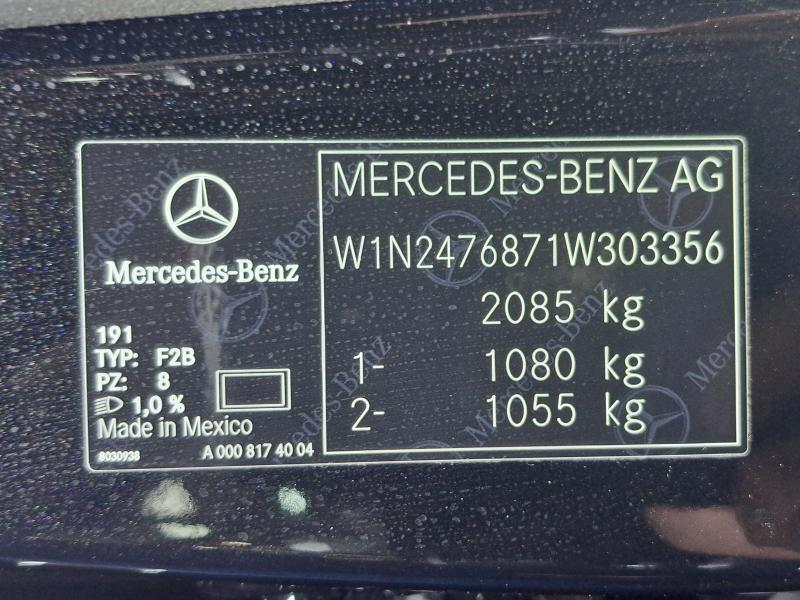 Mercedes-Benz
191
TYP: F2B
PZ: 8
1,0 %
Made in Mexico
8030938 A 000 817 40 04
MERCEDES-BENZ AG
W1N2476871W303356
2085 kg
1- 1080 kg
2- 1055 kg